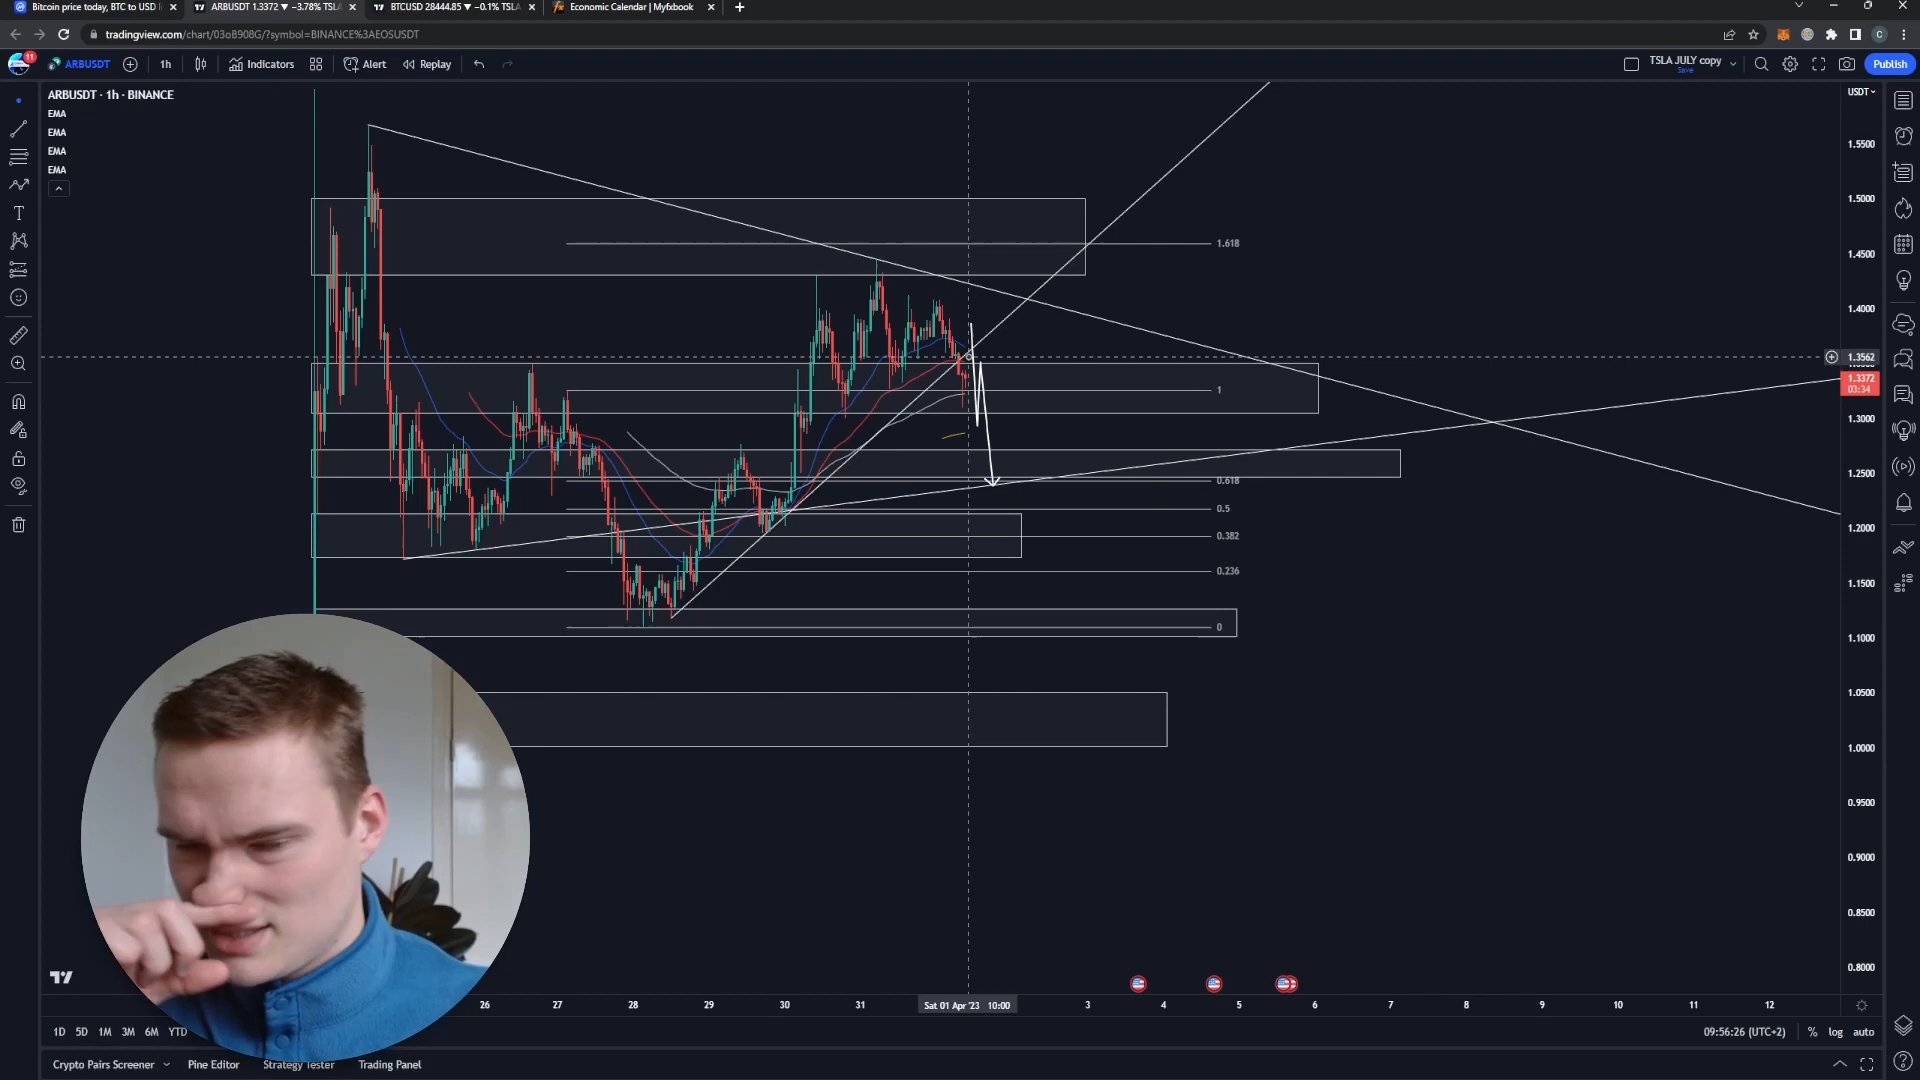 Bitcoin price today, BTC to USD l
ARBUSDT 1.3372 ▼ −3.78% TSLA
BTCUSD 28444.85 ▼ −0.1% TSLA
Economic Calendar | Myfxbook
tradingview.com/chart/03oB908G/?symbol=BINANCE%3AEOSUSDT
11
ARBUSDT
1h
Indicators
Alert
Replay
TSLA JULY copy
Save
Publish
ARBUSDT · 1h · BINANCE
EMA
EMA
EMA
EMA
USDT
1.5500
1.5000
1.4500
1.4000
1.3562
1.3372
03:34
1.3000
1.2500
1.2000
1.1500
1.1000
1.0500
1.0000
0.9500
0.9000
0.8500
0.8000
1.618
1
0.618
0.5
0.382
0.236
0
26
27
28
29
30
31
Sat 01 Apr '23 10:00
3
4
5
6
7
8
9
10
11
12
1D
5D
1M
3M
6M
YTD
09:56:26 (UTC+2)
%
log
auto
Crypto Pairs Screener
Pine Editor
Strategy Tester
Trading Panel